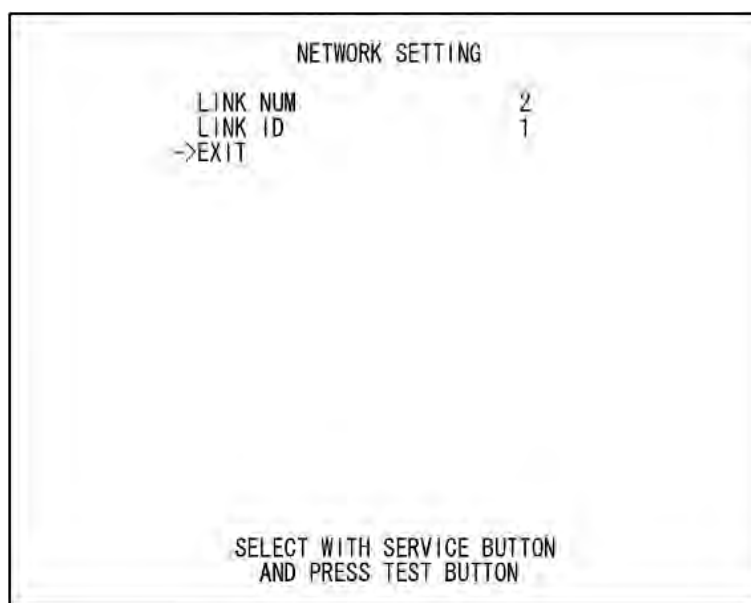 NETWORK SETTING
LINK NUM 2
LINK ID 1
->EXIT
SELECT WITH SERVICE BUTTON
AND PRESS TEST BUTTON